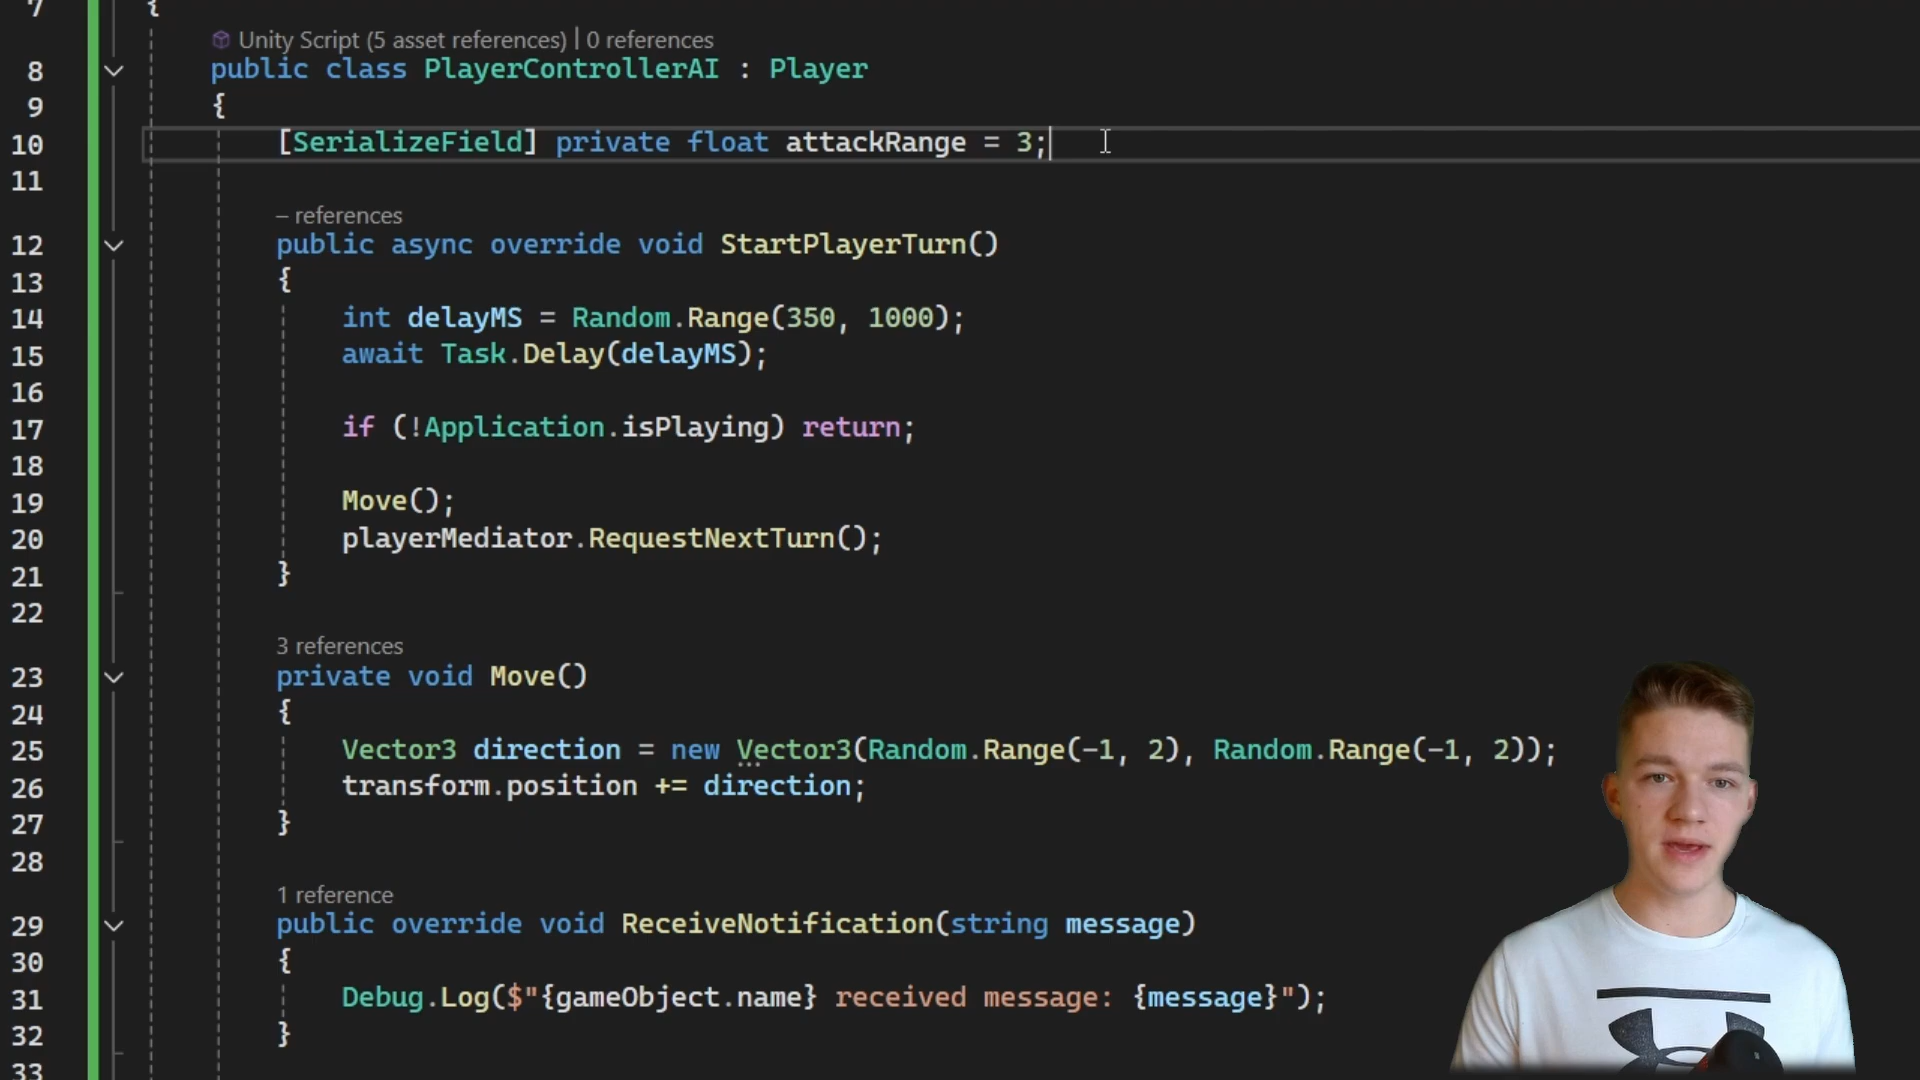 7 {
Unity Script (5 asset references) | 0 references
8 public class PlayerControllerAI : Player
9 {
10 [SerializeField] private float attackRange = 3;
11
– references
12 public async override void StartPlayerTurn()
13 {
14 int delayMS = Random.Range(350, 1000);
15 await Task.Delay(delayMS);
16
17 if (!Application.isPlaying) return;
18
19 Move();
20 playerMediator.RequestNextTurn();
21 }
22
3 references
23 private void Move()
24 {
25 Vector3 direction = new Vector3(Random.Range(-1, 2), Random.Range(-1, 2));
26 transform.position += direction;
27 }
28
1 reference
29 public override void ReceiveNotification(string message)
30 {
31 Debug.Log($"{gameObject.name} received message: {message}");
32 }
33